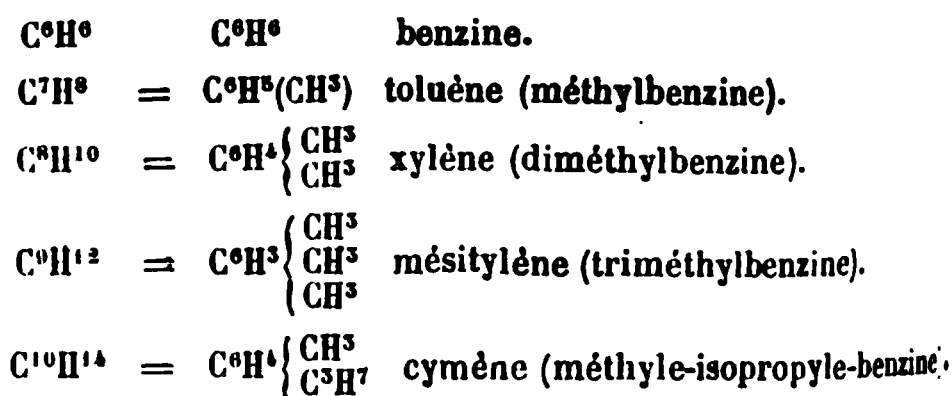 C⁶H⁶ C⁶H⁶ benzine.
C⁷H⁸ = C⁶H⁵(CH³) toluène (méthylbenzine).
C⁸H¹⁰ = C⁶H⁴{CH³ CH³ xylène (diméthylbenzine).
C⁹H¹² = C⁶H³{CH³ CH³ CH³ mésitylène (triméthylbenzine).
C¹⁰H¹⁴ = C⁶H⁴{CH³ C³H⁷ cymène (méthyle-isopropyle-benzine).